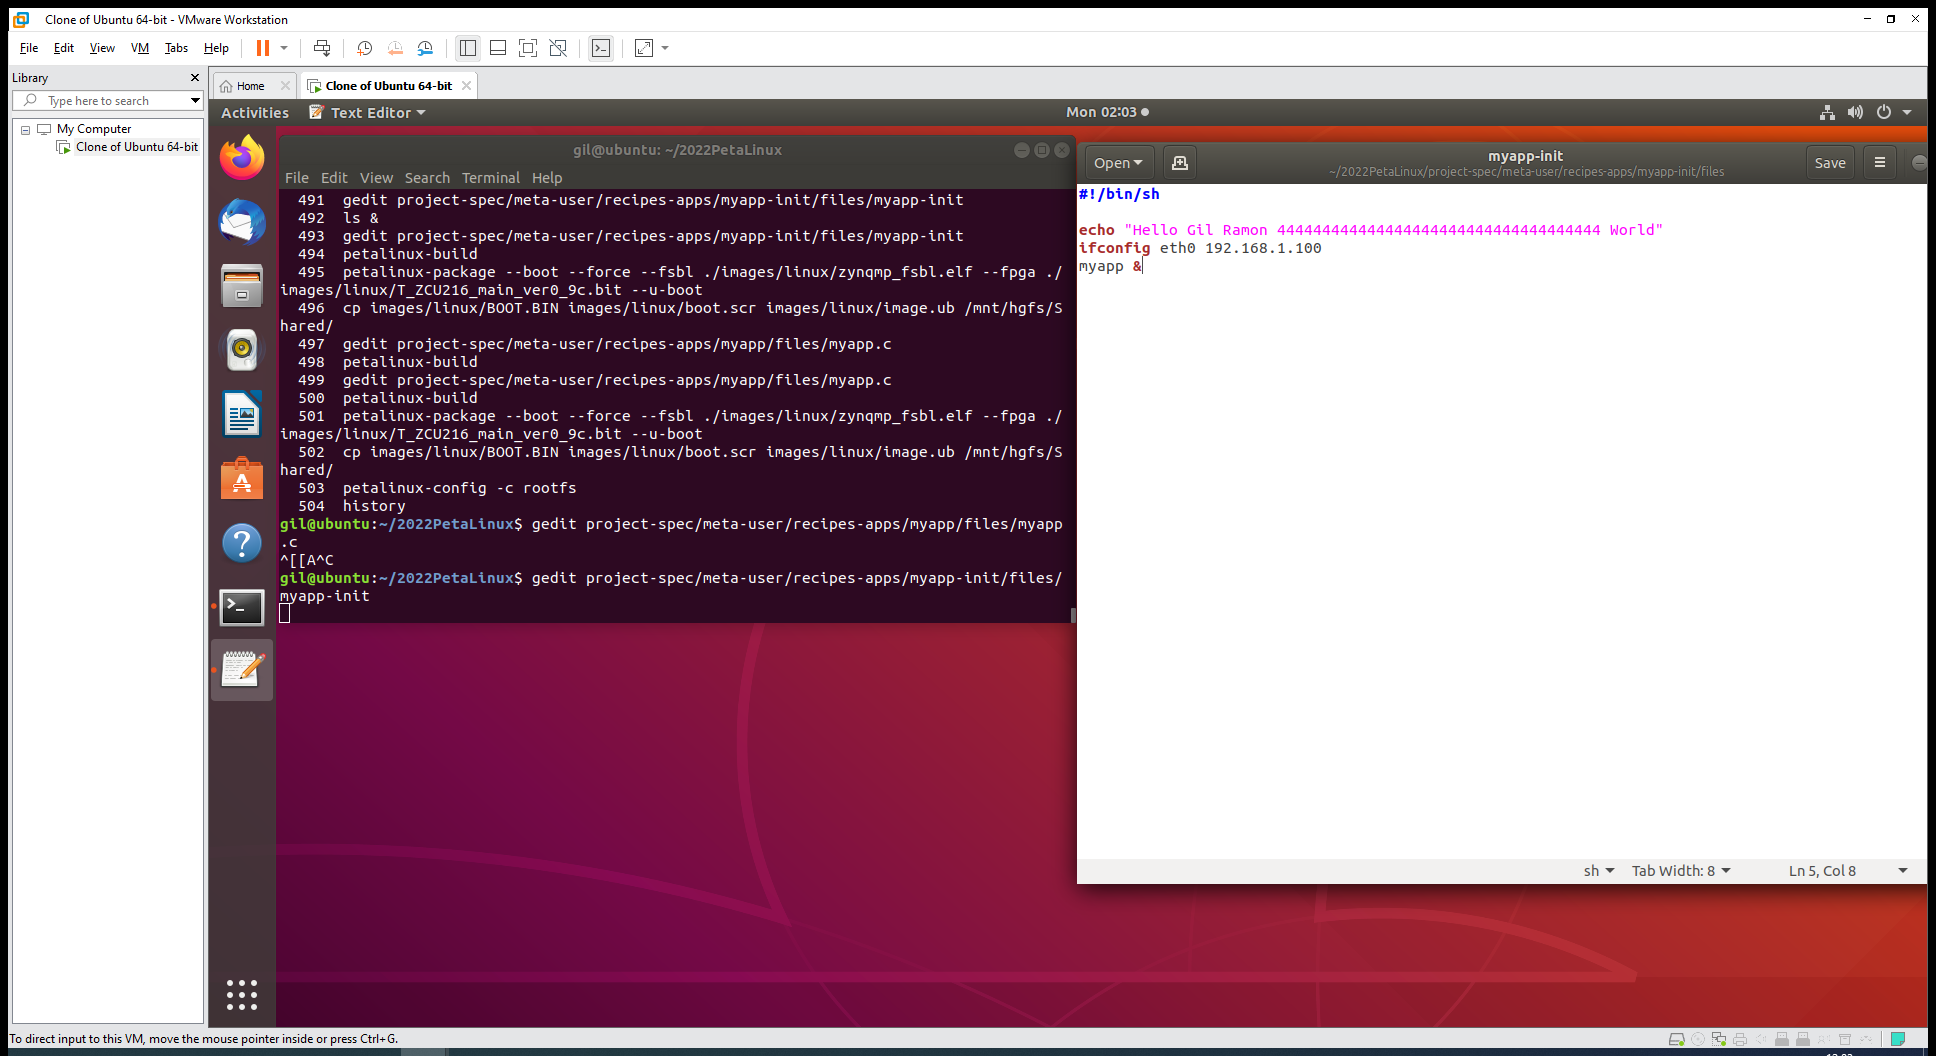 Clone of Ubuntu 64-bit - VMware Workstation
File Edit View VM Tabs Help
Library
Type here to search
My Computer
Clone of Ubuntu 64-bit
Home
Clone of Ubuntu 64-bit
Activities
Text Editor
Mon 02:03
gil@ubuntu: ~/2022PetaLinux
File Edit View Search Terminal Help
491 gedit project-spec/meta-user/recipes-apps/myapp-init/files/myapp-init
492 ls &
493 gedit project-spec/meta-user/recipes-apps/myapp-init/files/myapp-init
494 petalinux-build
495 petalinux-package --boot --force --fsbl ./images/linux/zynqmp_fsbl.elf --fpga ./
images/linux/T_ZCU216_main_ver0_9c.bit --u-boot
496 cp images/linux/BOOT.BIN images/linux/boot.scr images/linux/image.ub /mnt/hgfs/S
hared/
497 gedit project-spec/meta-user/recipes-apps/myapp/files/myapp.c
498 petalinux-build
499 gedit project-spec/meta-user/recipes-apps/myapp/files/myapp.c
500 petalinux-build
501 petalinux-package --boot --force --fsbl ./images/linux/zynqmp_fsbl.elf --fpga ./
images/linux/T_ZCU216_main_ver0_9c.bit --u-boot
502 cp images/linux/BOOT.BIN images/linux/boot.scr images/linux/image.ub /mnt/hgfs/S
hared/
503 petalinux-config -c rootfs
504 history
gil@ubuntu:~/2022PetaLinux$ gedit project-spec/meta-user/recipes-apps/myapp/files/myapp
.c
^[[A^C
gil@ubuntu:~/2022PetaLinux$ gedit project-spec/meta-user/recipes-apps/myapp-init/files/
myapp-init
Open
myapp-init
~/2022PetaLinux/project-spec/meta-user/recipes-apps/myapp-init/files
Save
#!/bin/sh
echo "Hello Gil Ramon 444444444444444444444444444444444444 World"
ifconfig eth0 192.168.1.100
myapp &
sh
Tab Width: 8
Ln 5, Col 8
To direct input to this VM, move the mouse pointer inside or press Ctrl+G.